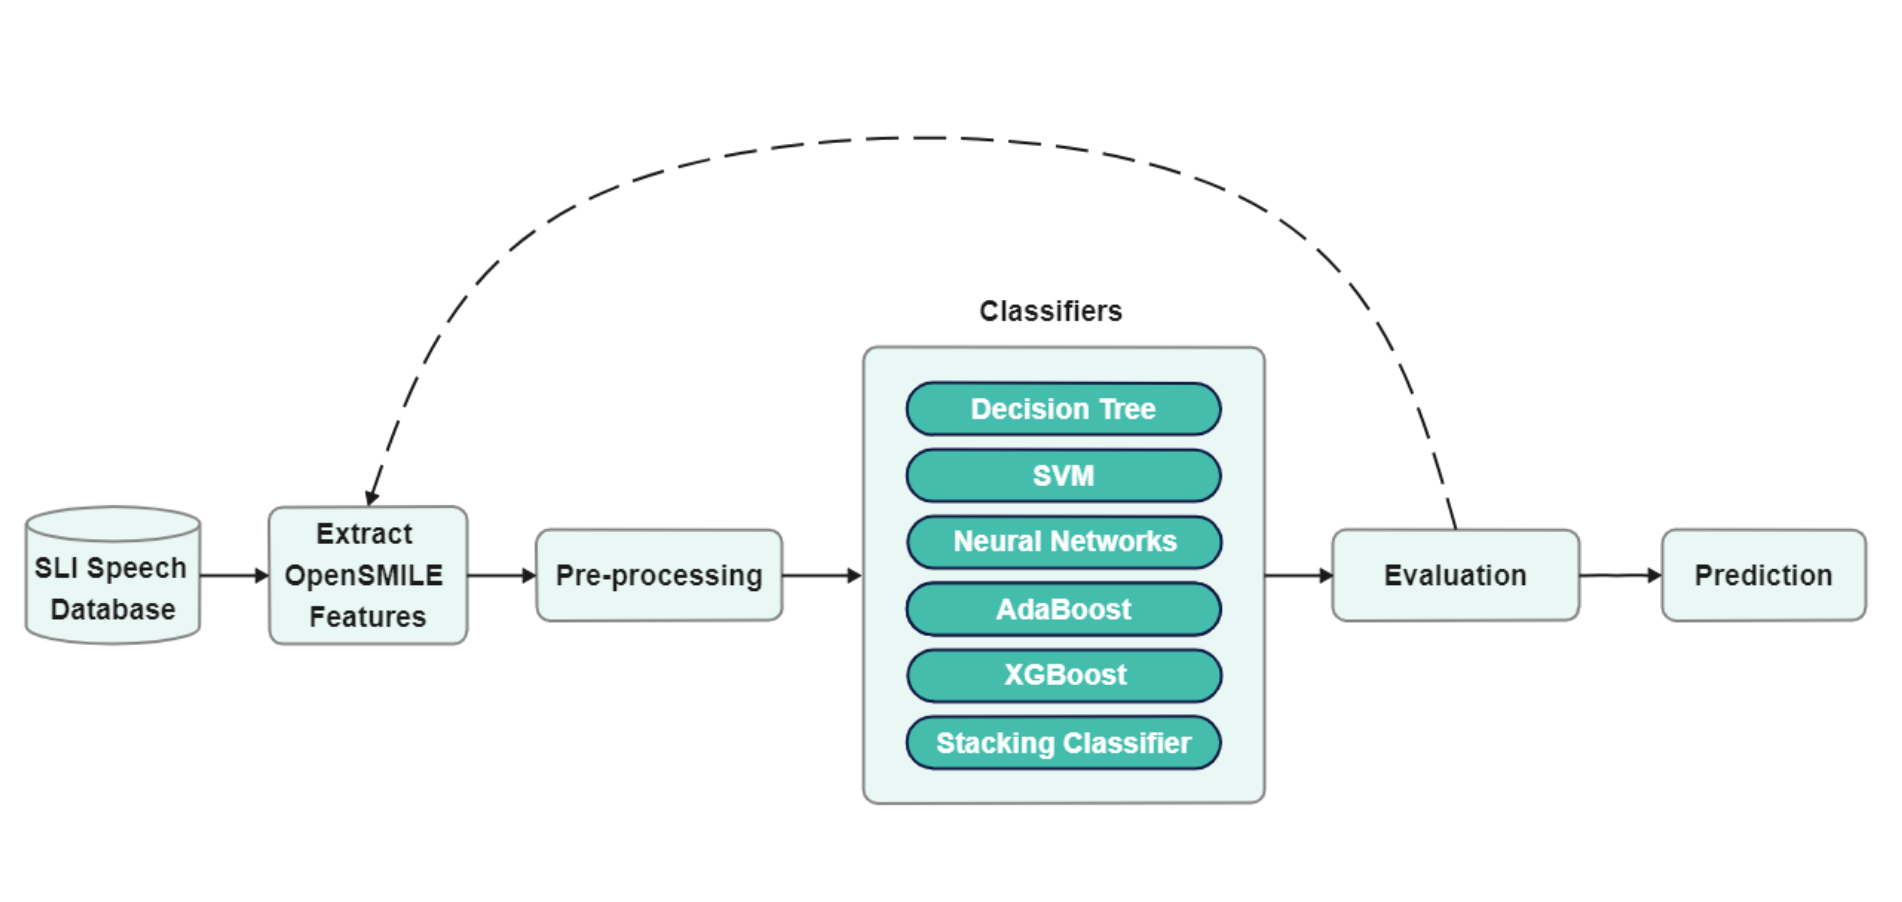 Classifiers
Decision Tree
SVM
Neural Networks
AdaBoost
XGBoost
Stacking Classifier
SLI Speech
Database
Extract
OpenSMILE
Features
Pre-processing
Evaluation
Prediction